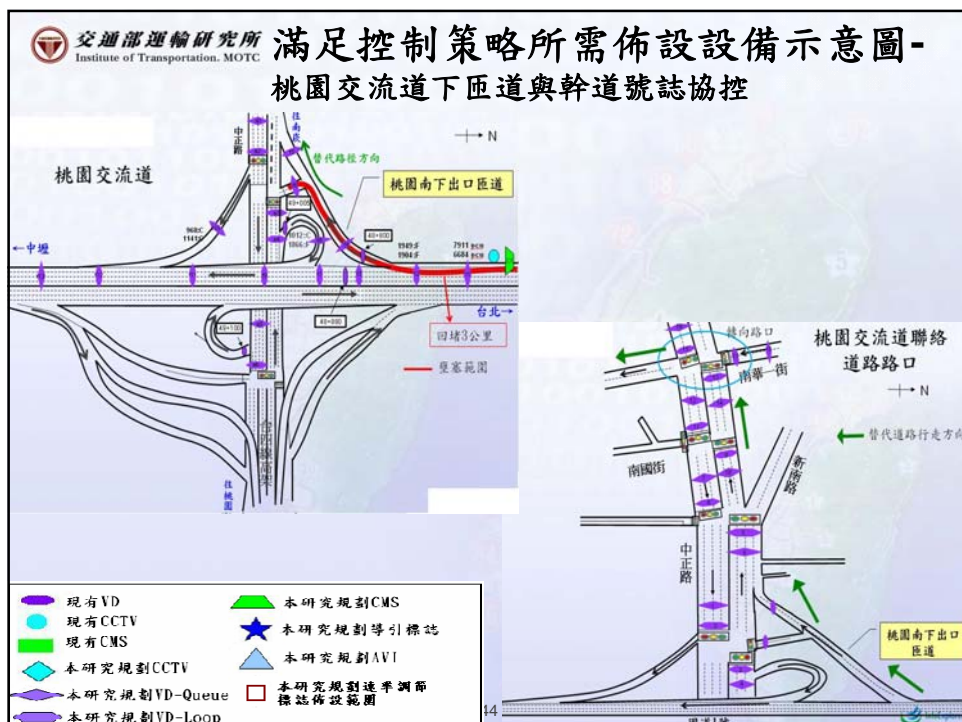 交通部運輸研究所
Institute of Transportation. MOTC
滿足控制策略所需佈設設備示意圖-
桃園交流道下匝道與幹道號誌協控
桃園交流道
中正路
往南崁
N
替代路徑方向
桃園南下出口匝道
←中壢
台北→
回堵3公里
壅塞範圍
台四線高架
往桃園
轉向路口
桃園交流道聯絡
道路路口
南華一街
N
替代道路行走方向
南國街
新南路
中正路
桃園南下出口
匝道
現有VD
現有CCTV
現有CMS
本研究規劃CCTV
本研究規劃VD-Queue
本研究規劃VD-Loop
本研究規劃CMS
本研究規劃導引標誌
本研究規劃AVI
本研究規劃速率調節
標誌佈設範圍
44